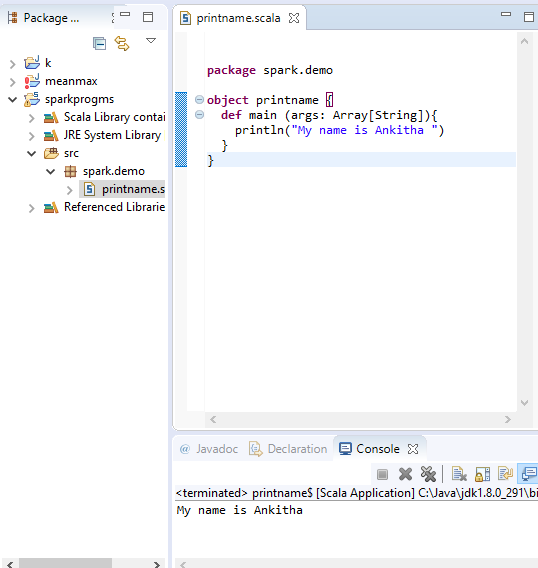 Package ...
k
meanmax
sparkprogms
Scala Library contai
JRE System Library
src
spark.demo
printname.s
Referenced Librarie
printname.scala
package spark.demo
object printname {
def main (args: Array[String]){
println("My name is Ankitha ")
}
}
@ Javadoc Declaration Console
<terminated> printname$ [Scala Application] C:\Java\jdk1.8.0_291\bi
My name is Ankitha